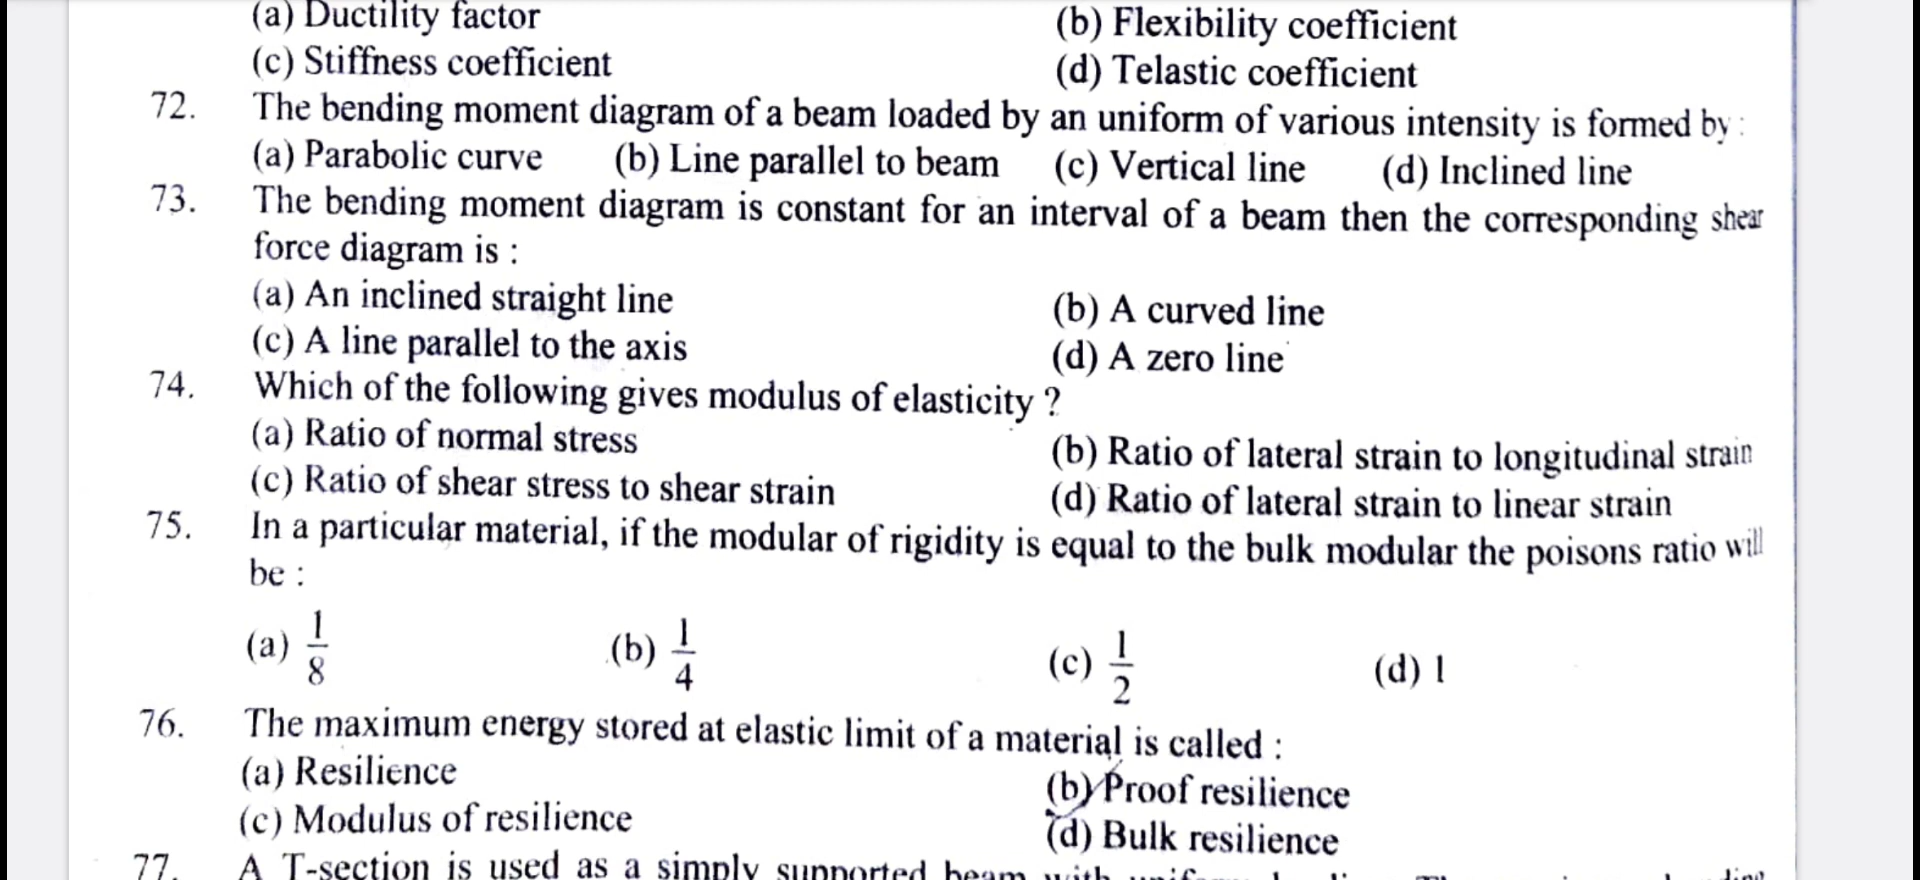 (a) Ductility factor (b) Flexibility coefficient
(c) Stiffness coefficient (d) Telastic coefficient
72. The bending moment diagram of a beam loaded by an uniform of various intensity is formed by :
(a) Parabolic curve (b) Line parallel to beam (c) Vertical line (d) Inclined line
73. The bending moment diagram is constant for an interval of a beam then the corresponding shear
force diagram is :
(a) An inclined straight line (b) A curved line
(c) A line parallel to the axis (d) A zero line
74. Which of the following gives modulus of elasticity ?
(a) Ratio of normal stress (b) Ratio of lateral strain to longitudinal strain
(c) Ratio of shear stress to shear strain (d) Ratio of lateral strain to linear strain
75. In a particular material, if the modular of rigidity is equal to the bulk modular the poisons ratio will
be :
(a) 1/8 (b) 1/4 (c) 1/2 (d) 1
76. The maximum energy stored at elastic limit of a material is called :
(a) Resilience (b) Proof resilience
(c) Modulus of resilience (d) Bulk resilience
77. A T-section is used as a simply supported beam with